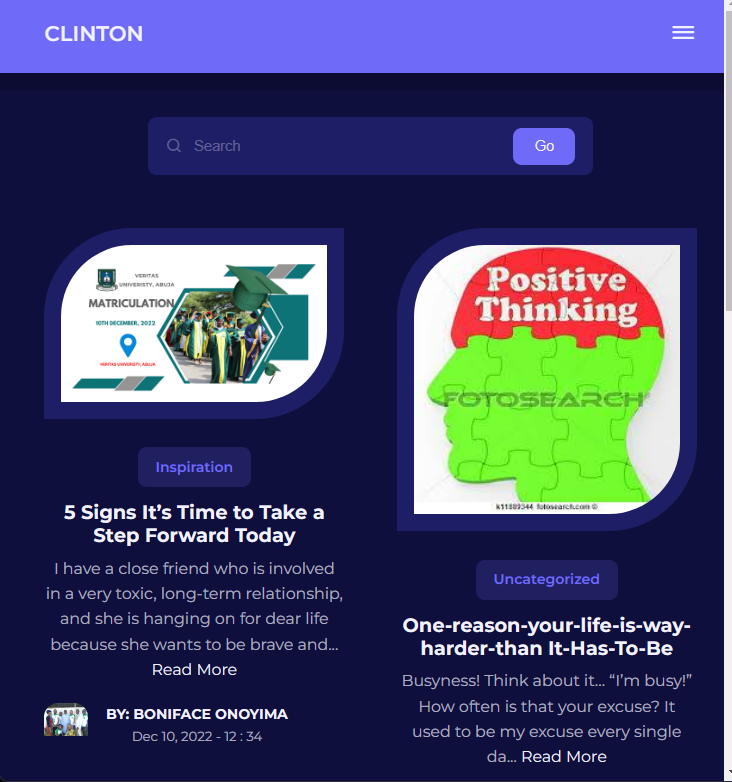 CLINTON
Search
Go
VERITAS
UNIVERISTY, ABUJA
MATRICULATION
10TH DECEMBER, 2022
VERITAS UNIVERISTY, ABUJA
Inspiration
5 Signs It’s Time to Take a
Step Forward Today
I have a close friend who is involved
in a very toxic, long-term relationship,
and she is hanging on for dear life
because she wants to be brave and...
Read More
BY: BONIFACE ONOYIMA
Dec 10, 2022 - 12 : 34
Positive
Thinking
FOTOSEARCH
k11889344 fotosearch.com ©
Uncategorized
One-reason-your-life-is-way-
harder-than It-Has-To-Be
Busyness! Think about it... “I’m busy!”
How often is that your excuse? It
used to be my excuse every single
da... Read More